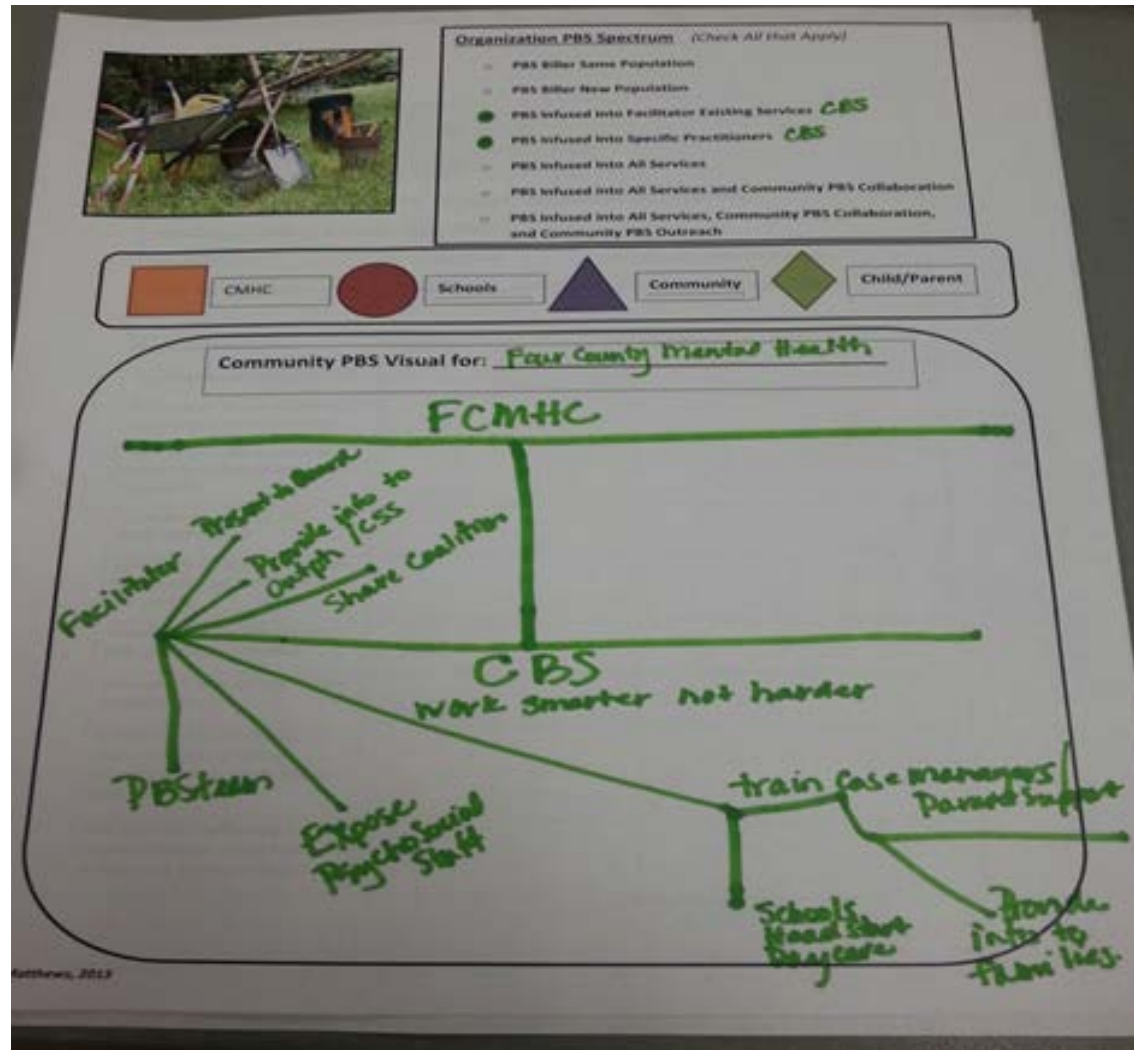 Organization PBS Spectrum (Check All that Apply)
PBS Biller Same Population
PBS Biller New Population
PBS Infused into Facilitator Existing Services CBS
PBS Infused into Specific Practitioners CBS
PBS Infused into All Services
PBS Infused into All Services and Community PBS Collaboration
PBS Infused into All Services, Community PBS Collaboration,
and Community PBS Outreach
CMHC
Schools
Community
Child/Parent
Community PBS Visual for: Four County Mental Health
FCMHC
Facilitator
Present to Board
Provide info to
outph /CSS
Share Coalition
CBS
work smarter not harder
PBS team
Expose
Psychosocial
Staff
train case managers/
Parent Support
Schools
Head Start
Daycare
Provide
info to
families.
Matthews, 2013